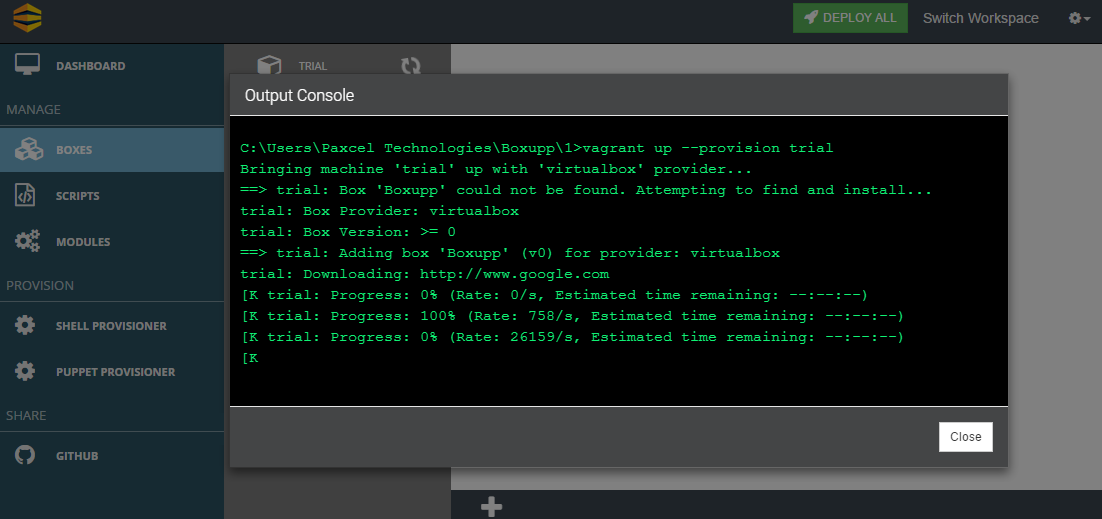 DEPLOY ALL
Switch Workspace
DASHBOARD
TRIAL
MANAGE
BOXES
SCRIPTS
MODULES
PROVISION
SHELL PROVISIONER
PUPPET PROVISIONER
SHARE
GITHUB
Output Console
C:\Users\Paxcel Technologies\Boxupp\1>vagrant up --provision trial
Bringing machine 'trial' up with 'virtualbox' provider...
==> trial: Box 'Boxupp' could not be found. Attempting to find and install...
trial: Box Provider: virtualbox
trial: Box Version: >= 0
==> trial: Adding box 'Boxupp' (v0) for provider: virtualbox
trial: Downloading: http://www.google.com
[K trial: Progress: 0% (Rate: 0/s, Estimated time remaining: --:--:--)
[K trial: Progress: 100% (Rate: 758/s, Estimated time remaining: --:--:--)
[K trial: Progress: 0% (Rate: 26159/s, Estimated time remaining: --:--:--)
[K
Close